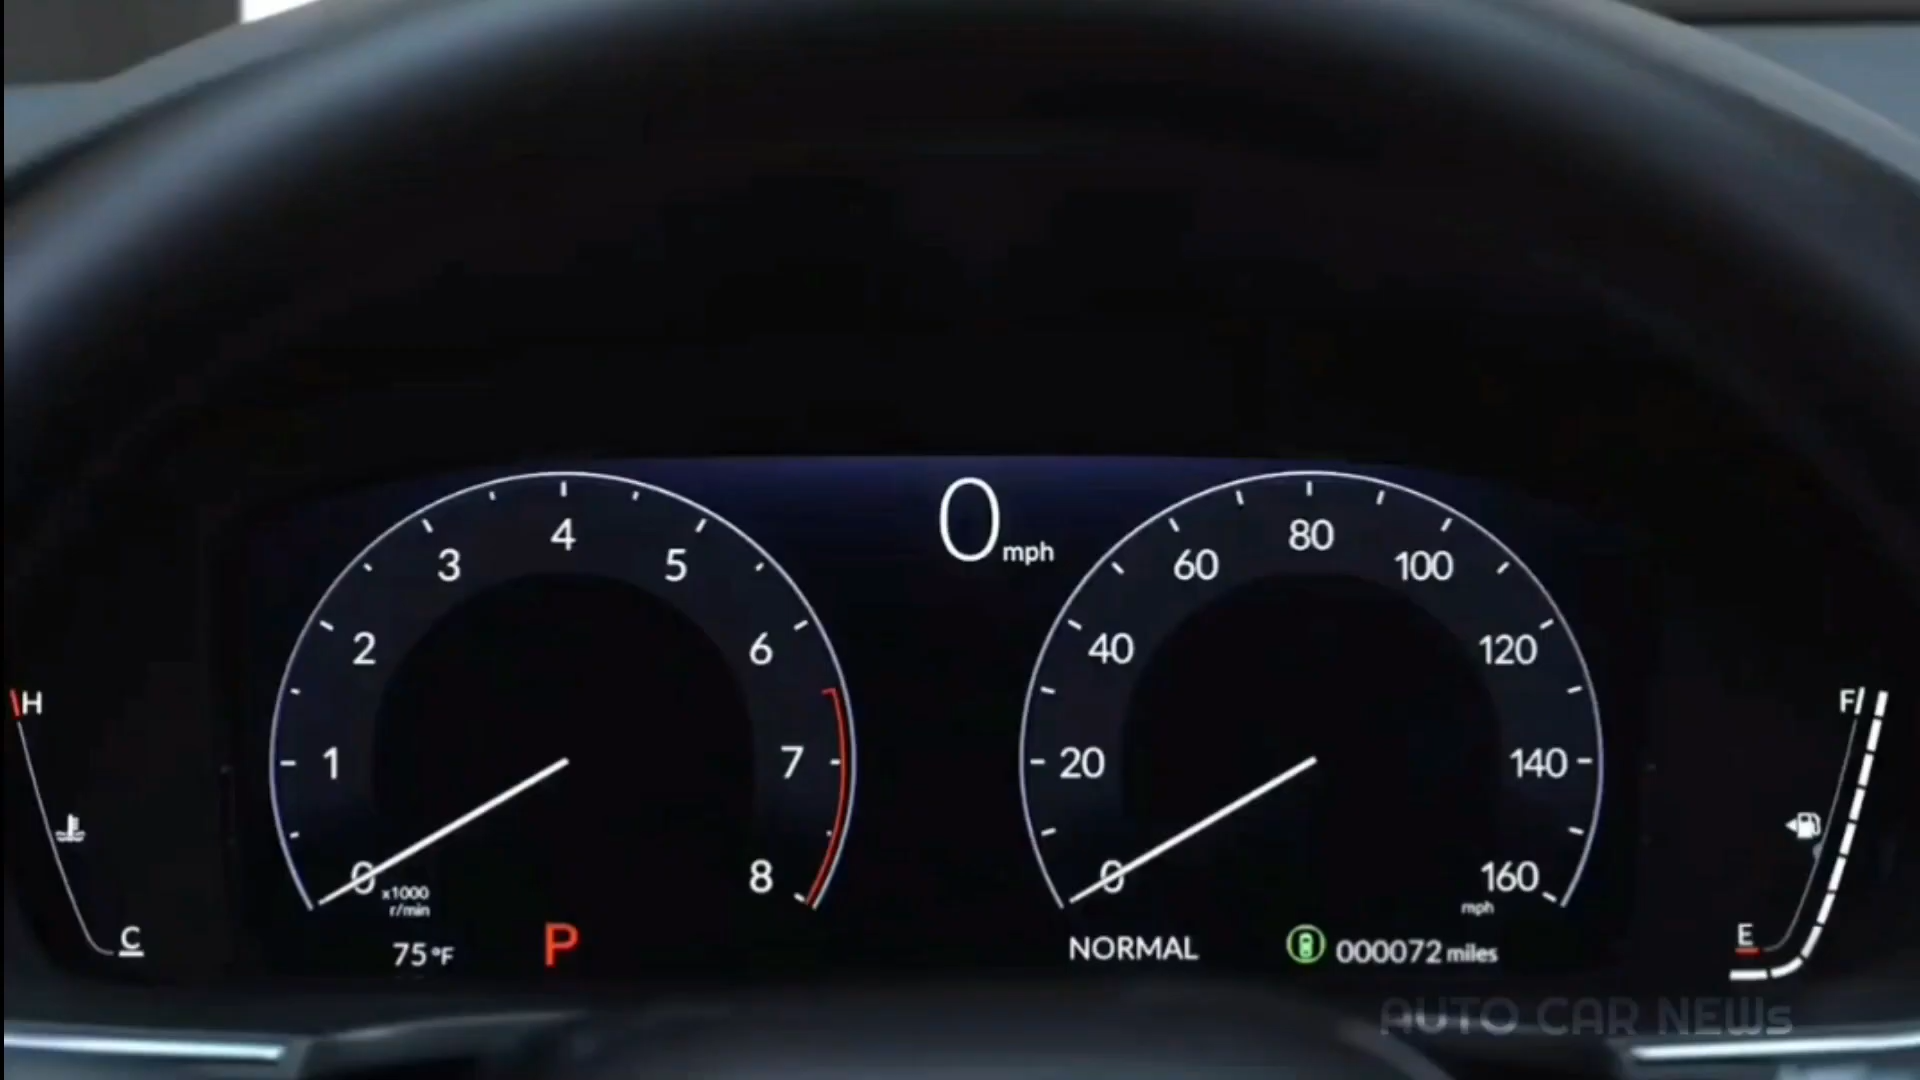 0 mph
0 1 2 3 4 5 6 7 8
x1000
r/min
0 20 40 60 80 100 120 140 160
mph
H
C
F
E
75 °F
P
NORMAL
000072 miles
AUTO CAR NEWs